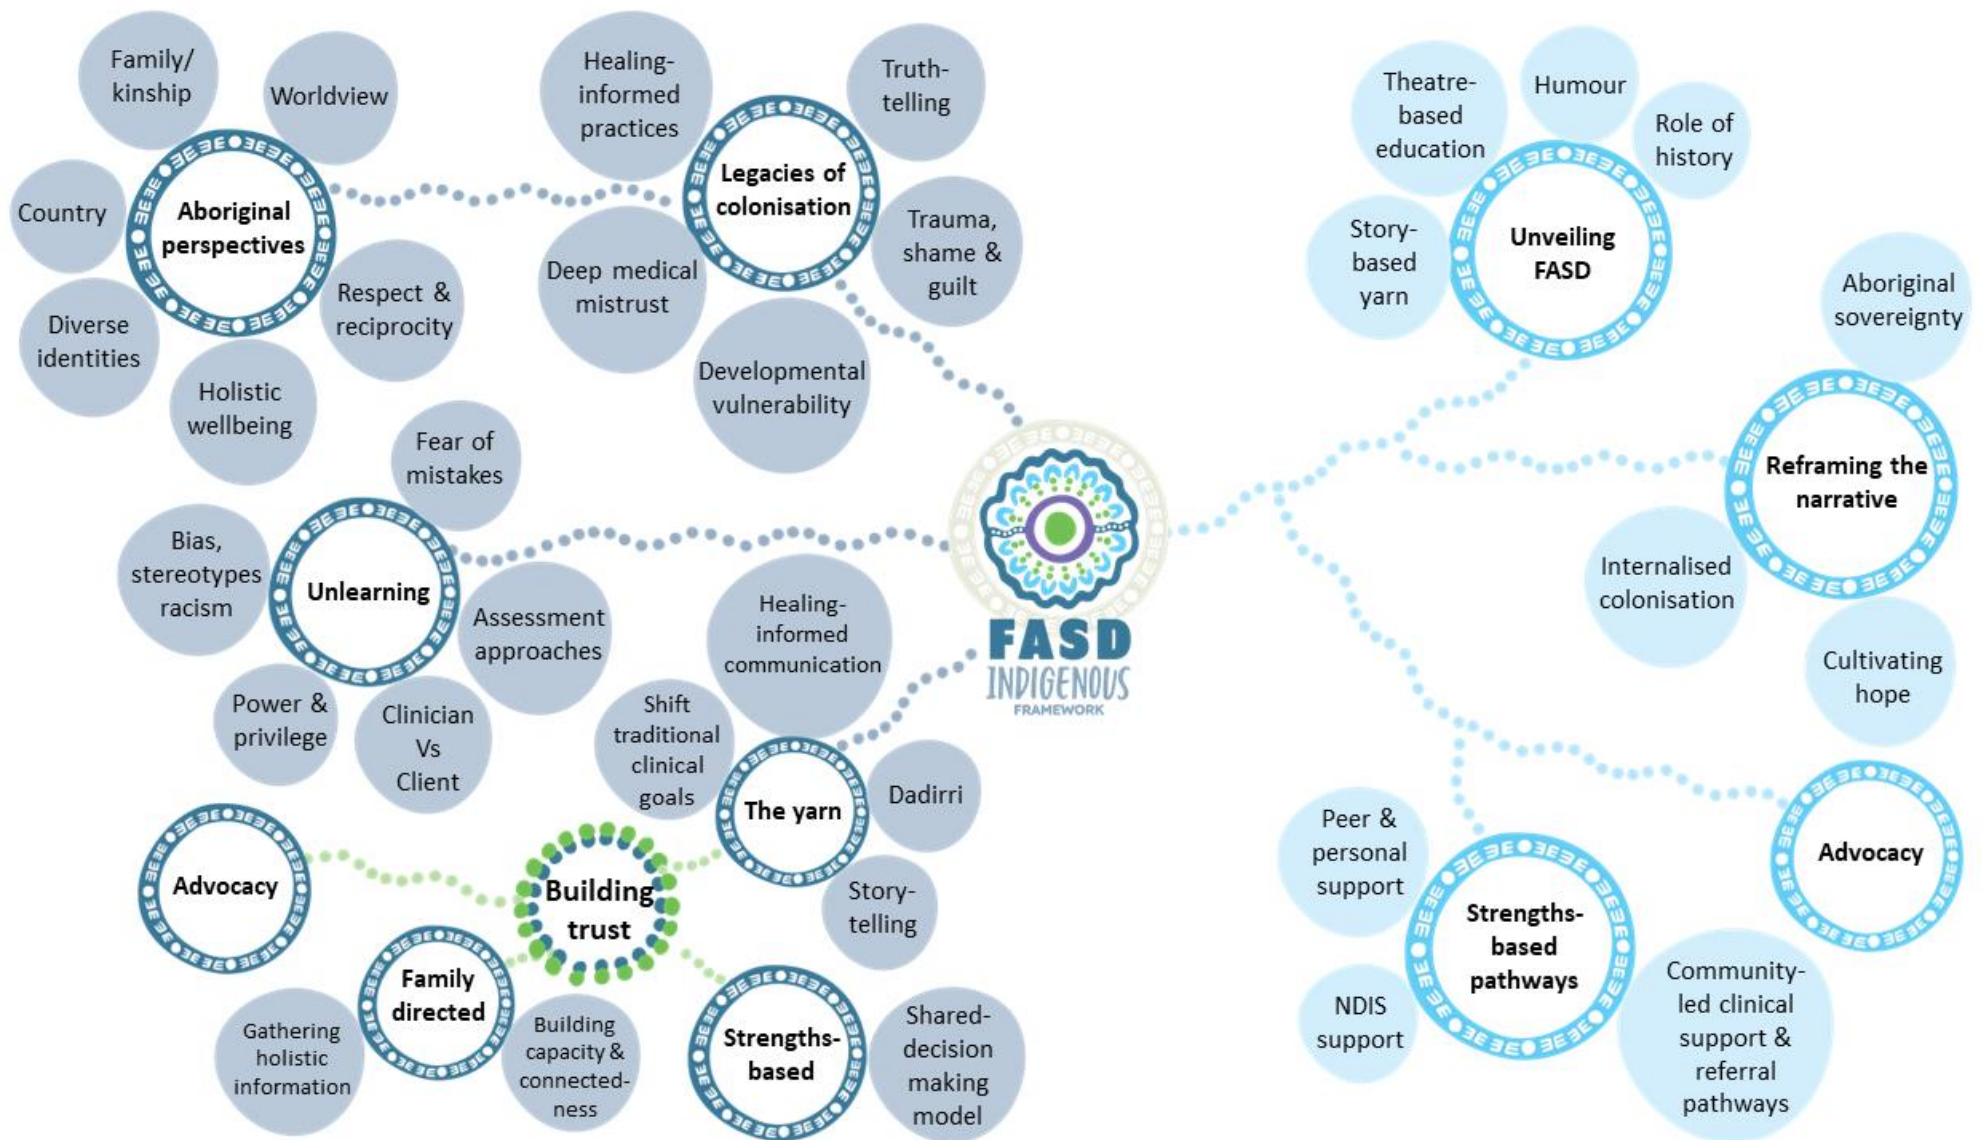 Family/
kinship
Worldview
Country
Aboriginal
perspectives
Respect &
reciprocity
Diverse
identities
Holistic
wellbeing
Healing-
informed
practices
Truth-
telling
Legacies of
colonisation
Trauma,
shame &
guilt
Deep medical
mistrust
Developmental
vulnerability
Fear of
mistakes
Bias,
stereotypes
racism
Unlearning
Assessment
approaches
Power &
privilege
Clinician
Vs
Client
Healing-
informed
communication
Shift
traditional
clinical
goals
The yarn
Dadirri
Story-
telling
Advocacy
Building
trust
Family
directed
Gathering
holistic
information
Building
capacity &
connected-
ness
Strengths-
based
Shared-
decision
making
model
FASD
INDIGENOUS
FRAMEWORK
Theatre-
based
education
Humour
Role of
history
Story-
based
yarn
Unveiling
FASD
Aboriginal
sovereignty
Reframing the
narrative
Internalised
colonisation
Cultivating
hope
Peer &
personal
support
Strengths-
based
pathways
Advocacy
NDIS
support
Community-
led clinical
support &
referral
pathways